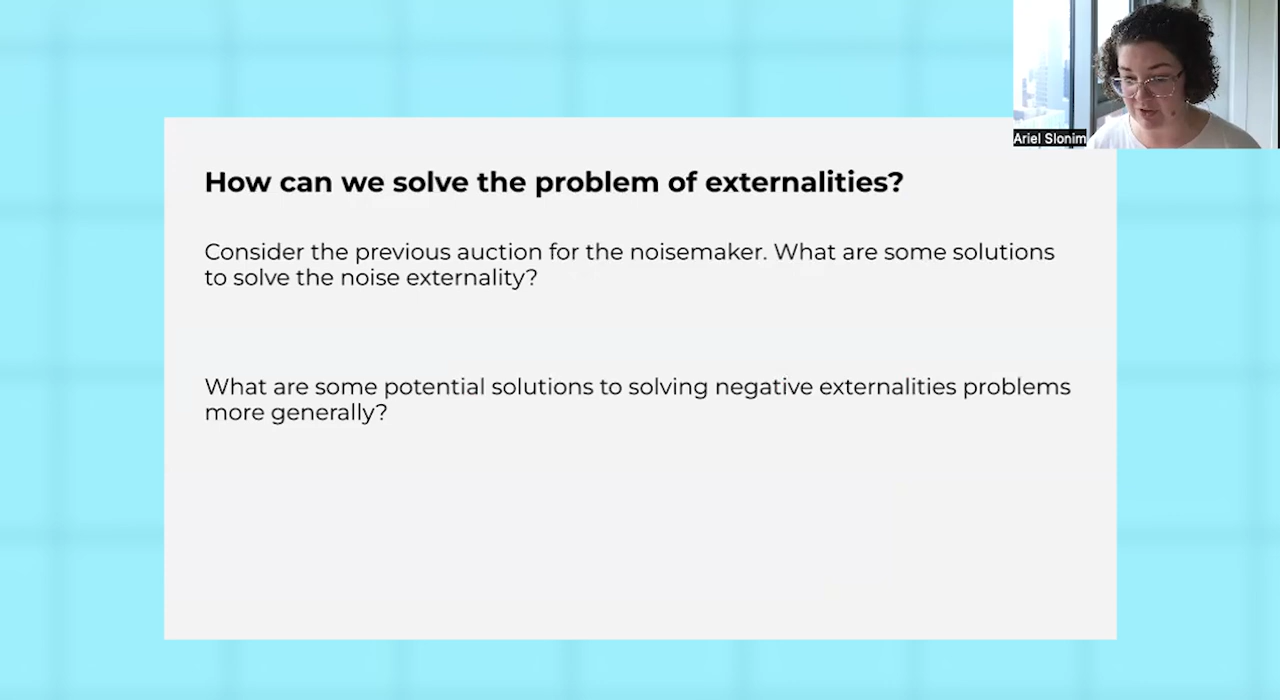 Ariel Slonim
How can we solve the problem of externalities?
Consider the previous auction for the noisemaker. What are some solutions
to solve the noise externality?
What are some potential solutions to solving negative externalities problems
more generally?